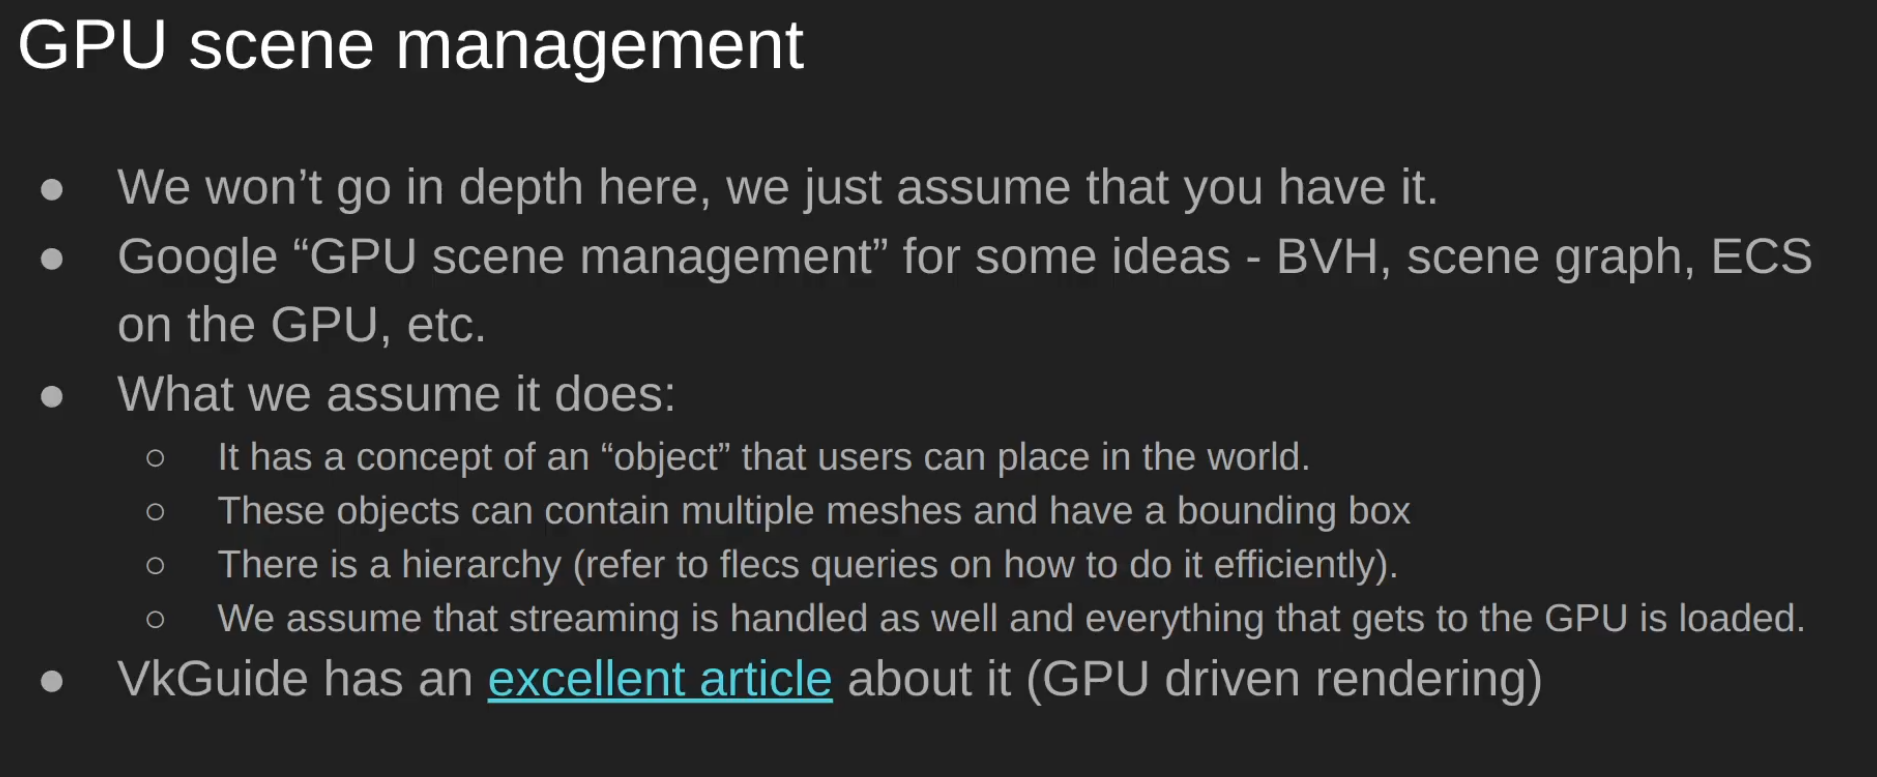 GPU scene management
● We won’t go in depth here, we just assume that you have it.
● Google “GPU scene management” for some ideas - BVH, scene graph, ECS
on the GPU, etc.
● What we assume it does:
○ It has a concept of an “object” that users can place in the world.
○ These objects can contain multiple meshes and have a bounding box
○ There is a hierarchy (refer to flecs queries on how to do it efficiently).
○ We assume that streaming is handled as well and everything that gets to the GPU is loaded.
● VkGuide has an excellent article about it (GPU driven rendering)